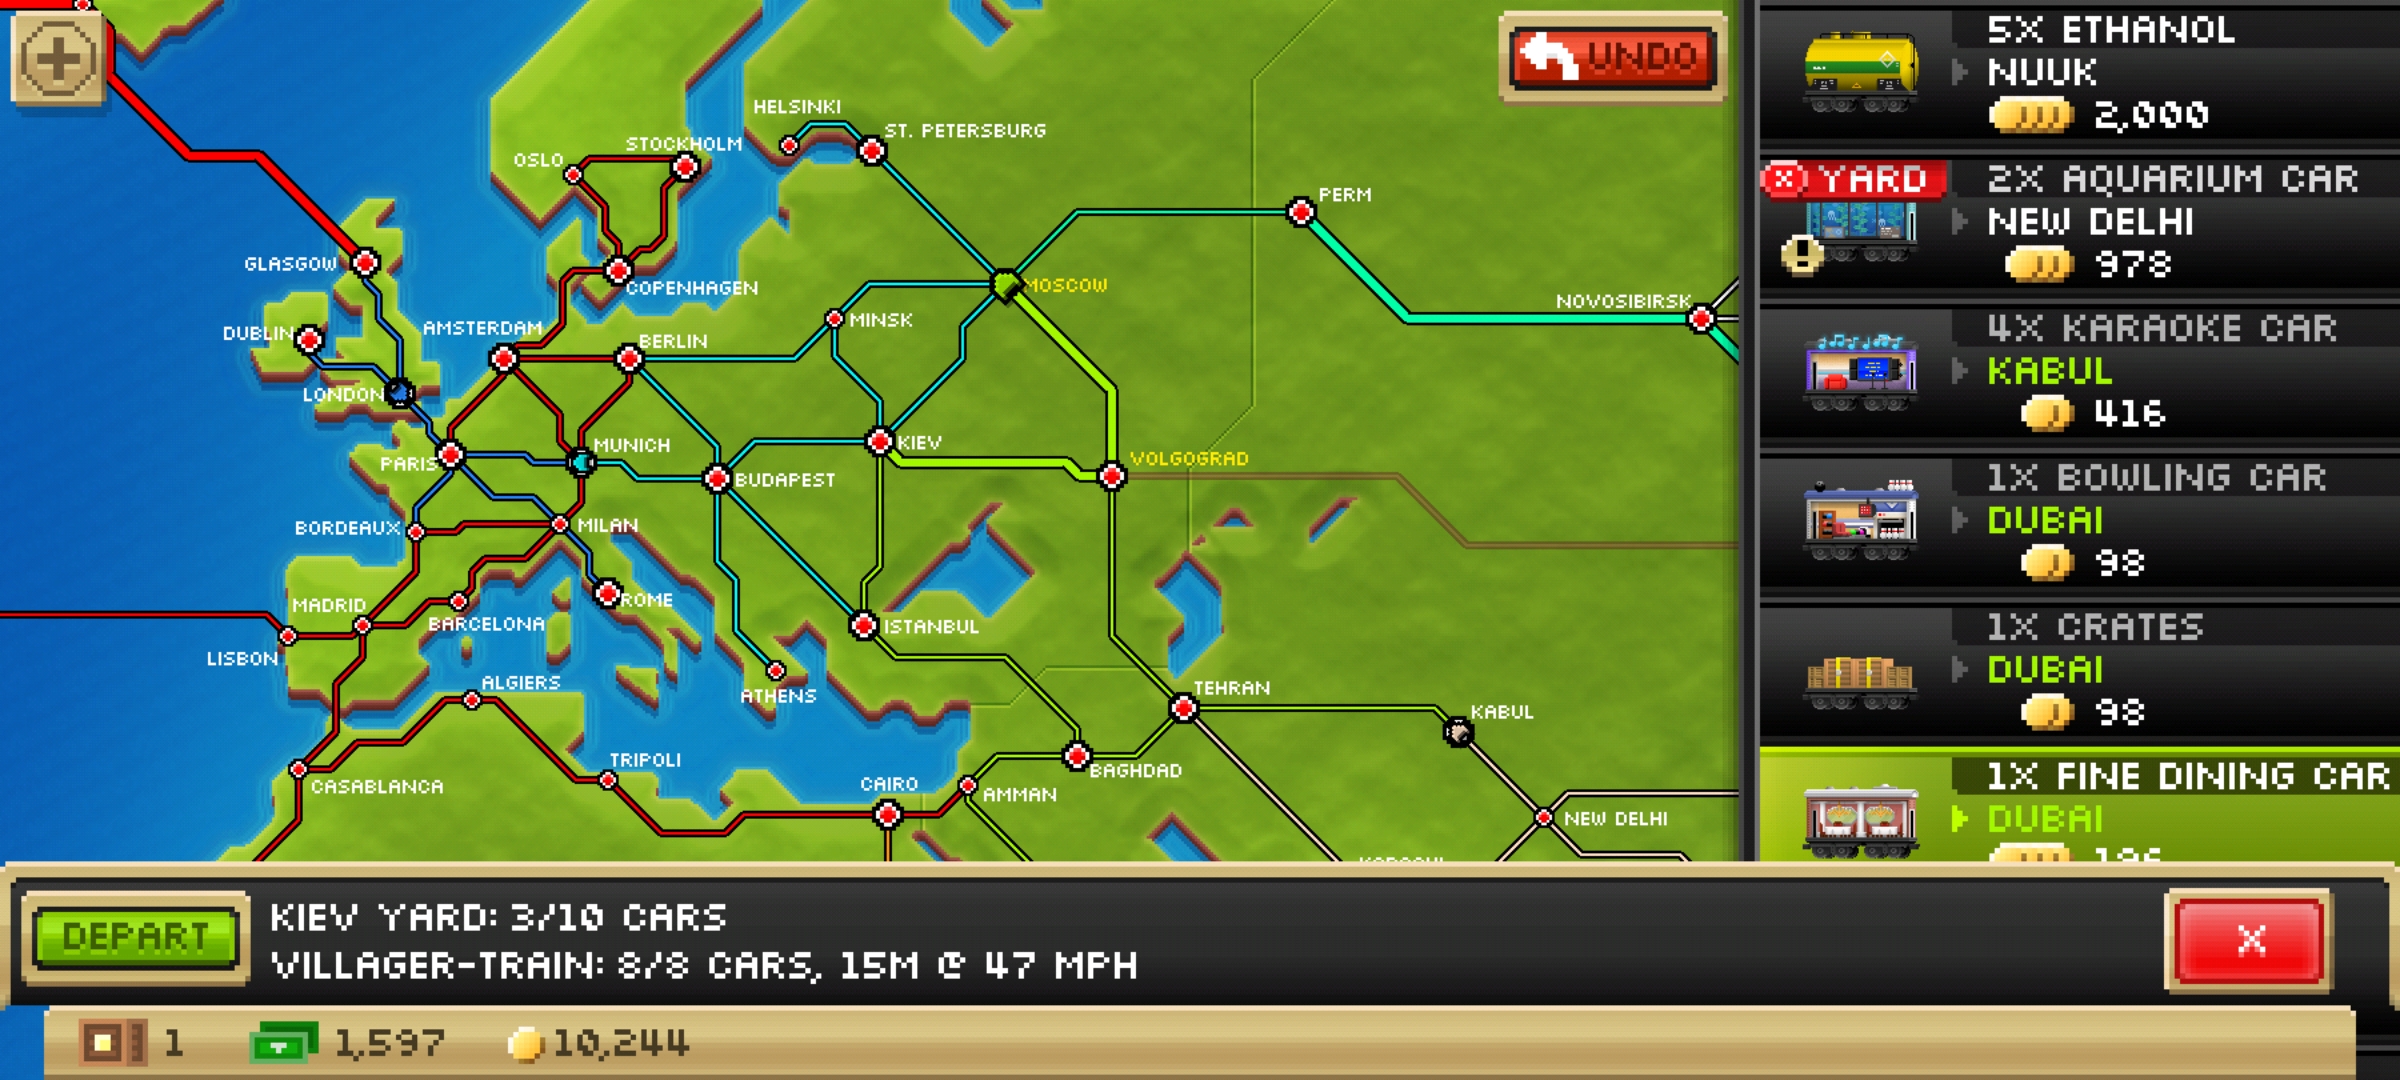 UNDO
HELSINKI
ST. PETERSBURG
STOCKHOLM
OSLO
PERM
GLASGOW
COPENHAGEN
MOSCOW
NOVOSIBIRSK
DUBLIN
AMSTERDAM
BERLIN
MINSK
LONDON
PARIS
MUNICH
KIEV
VOLGOGRAD
BUDAPEST
BORDEAUX
MILAN
MADRID
ROME
BARCELONA
ISTANBUL
LISBON
ALGIERS
ATHENS
TEHRAN
KABUL
CASABLANCA
TRIPOLI
CAIRO
AMMAN
BAGHDAD
NEW DELHI
5X ETHANOL
NUUK
2,000
YARD
2X AQUARIUM CAR
NEW DELHI
978
4X KARAOKE CAR
KABUL
416
1X BOWLING CAR
DUBAI
98
1X CRATES
DUBAI
98
1X FINE DINING CAR
DUBAI
DEPART
KIEV YARD: 3/10 CARS
VILLAGER-TRAIN: 8/8 CARS, 15M @ 47 MPH
X
1
1,597
10,244